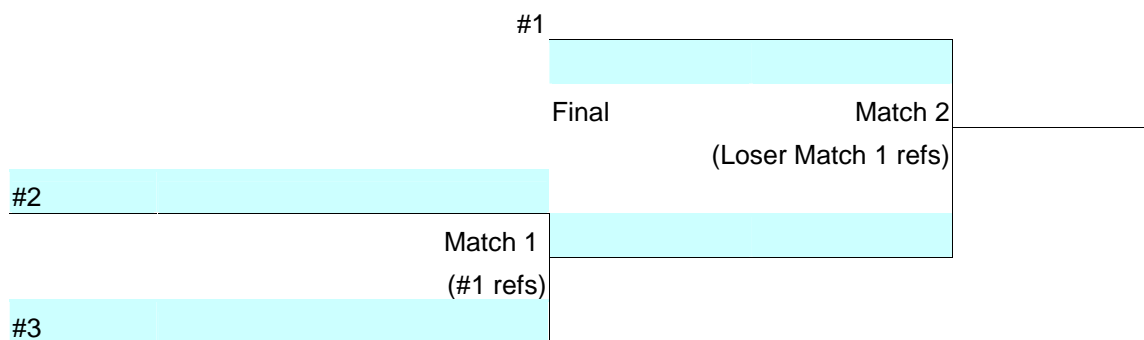 #1
Final Match 2
(Loser Match 1 refs)
#2
Match 1
(#1 refs)
#3